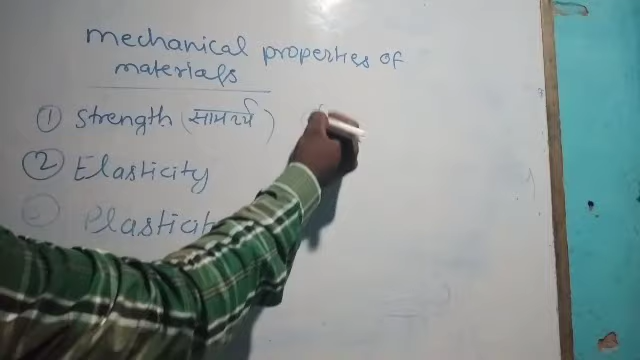 mechanical properties of
materials
① Strength (सामर्थ्य)
② Elasticity